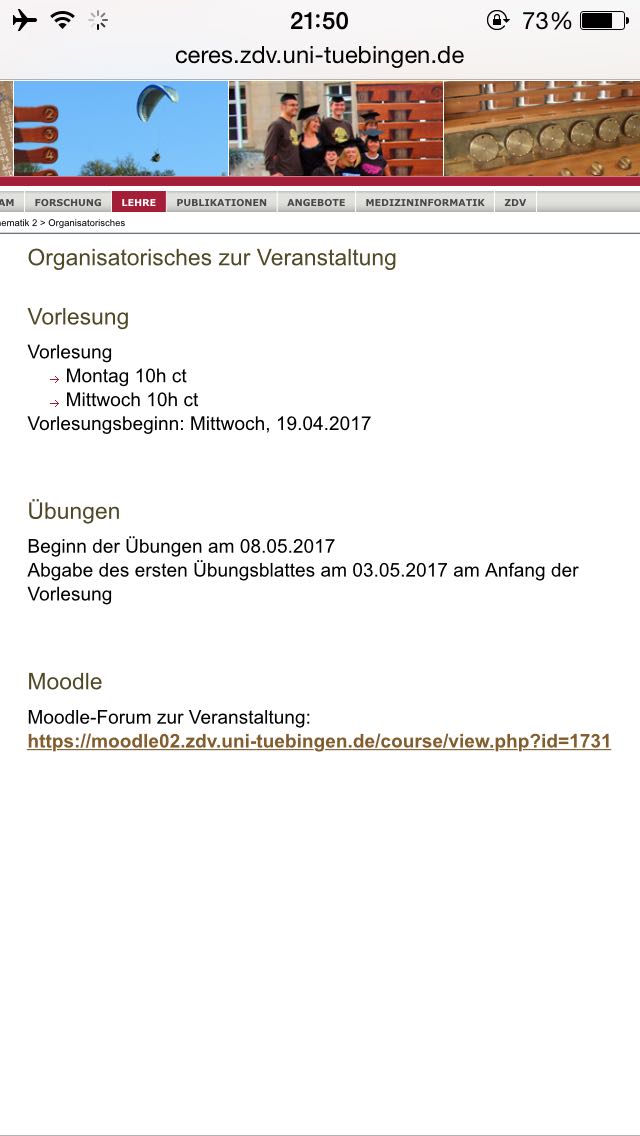 21:50
73%
ceres.zdv.uni-tuebingen.de
2
3
4
AM FORSCHUNG LEHRE PUBLIKATIONEN ANGEBOTE MEDIZININFORMATIK ZDV
ematik 2 > Organisatorisches
Organisatorisches zur Veranstaltung
Vorlesung
Vorlesung
→ Montag 10h ct
→ Mittwoch 10h ct
Vorlesungsbeginn: Mittwoch, 19.04.2017
Übungen
Beginn der Übungen am 08.05.2017
Abgabe des ersten Übungsblattes am 03.05.2017 am Anfang der
Vorlesung
Moodle
Moodle-Forum zur Veranstaltung:
https://moodle02.zdv.uni-tuebingen.de/course/view.php?id=1731